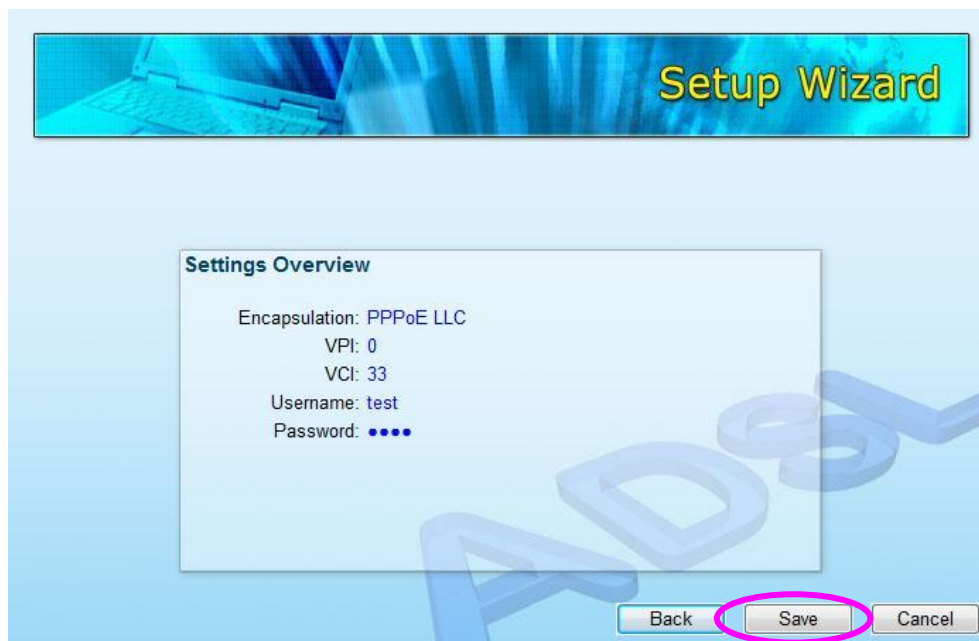 Setup Wizard
Settings Overview
Encapsulation: PPPoE LLC
VPI: 0
VCI: 33
Username: test
Password: ●●●●
ADSL
Back Save Cancel